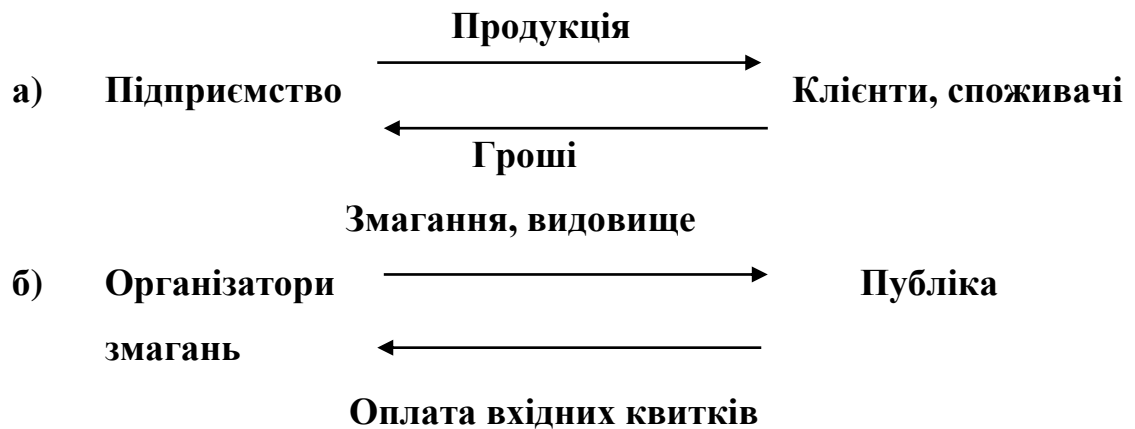 Продукція
а) Підприємство Клієнти, споживачі
Гроші
Змагання, видовище
б) Організатори Публіка
змагань
Оплата вхідних квитків